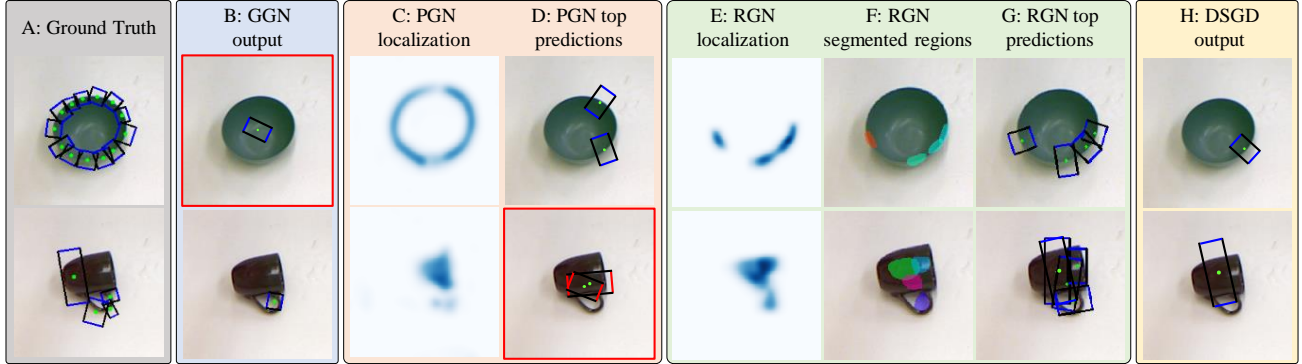 A: Ground Truth
B: GGN
output
C: PGN
localization
D: PGN top
predictions
E: RGN
localization
F: RGN
segmented regions
G: RGN top
predictions
H: DSGD
output